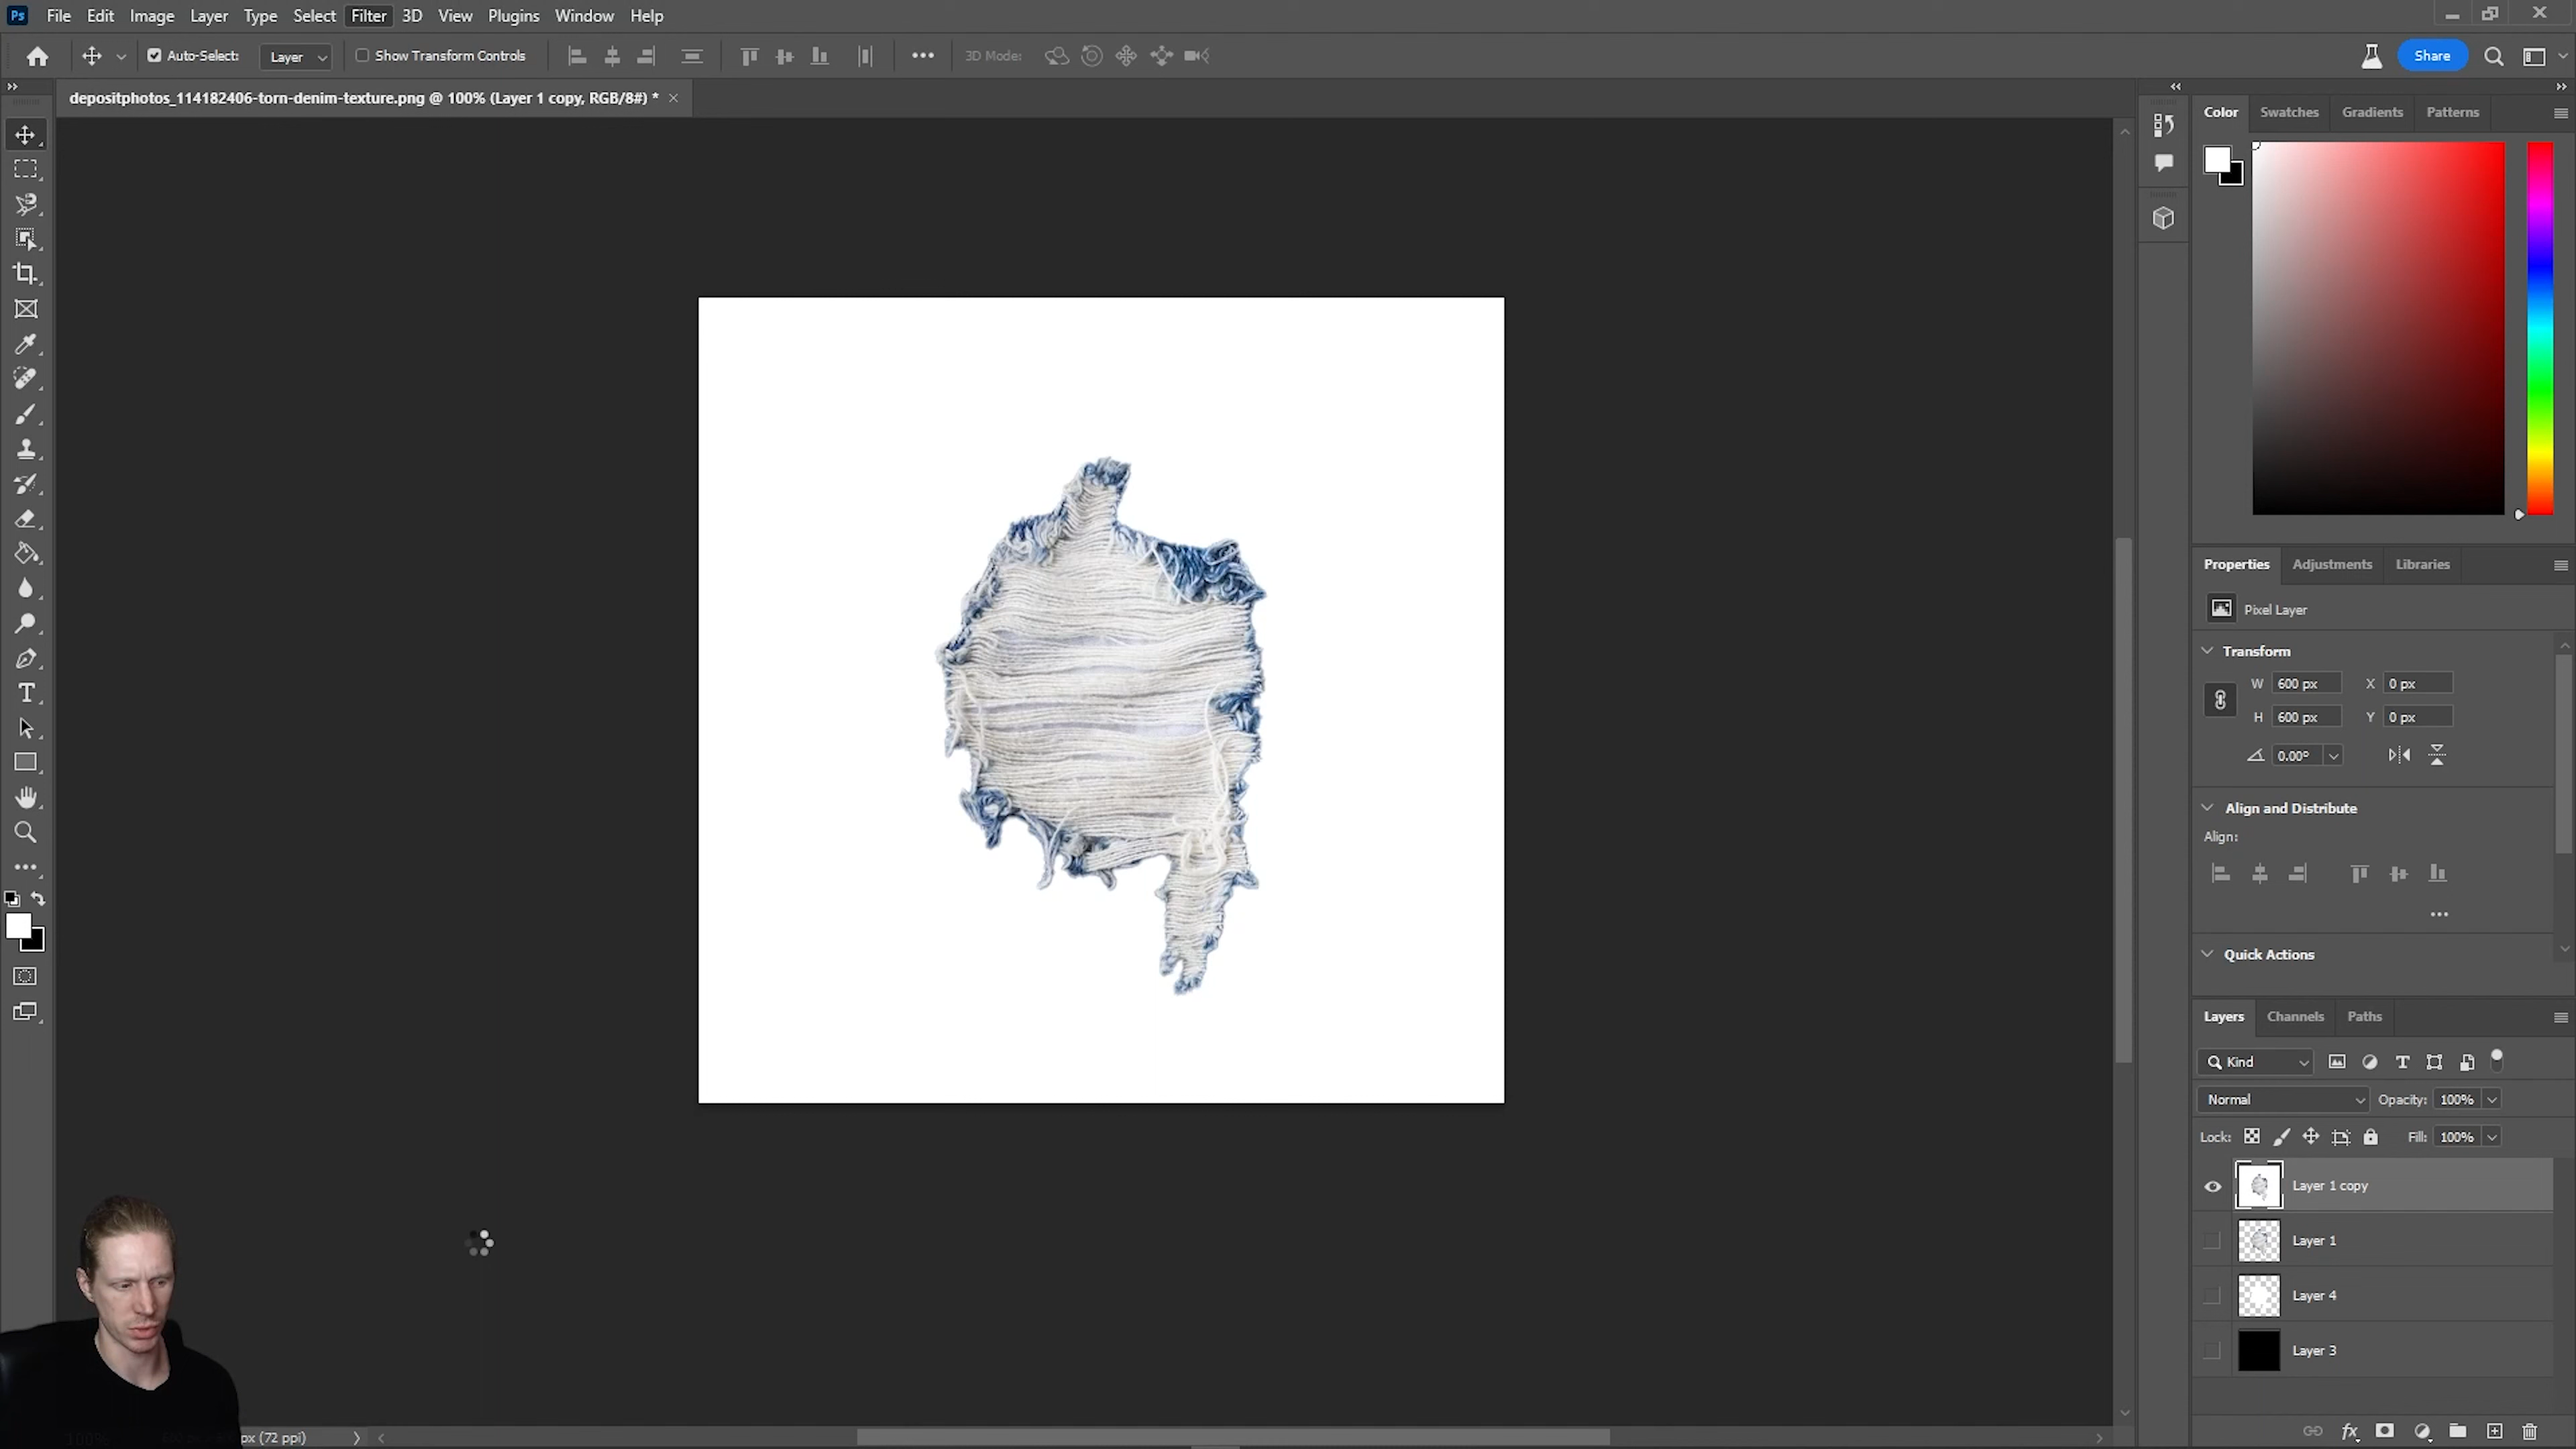 Ps File Edit Image Layer Type Select Filter 3D View Plugins Window Help
Auto-Select: Layer Show Transform Controls 3D Mode: Share
depositphotos_114182406-torn-denim-texture.png @ 100% (Layer 1 copy, RGB/8#) *
Color Swatches Gradients Patterns
Properties Adjustments Libraries
Pixel Layer
Transform
W 600 px X 0 px
H 600 px Y 0 px
0.00°
Align and Distribute
Align:
Quick Actions
Layers Channels Paths
Kind
Normal Opacity: 100%
Lock: Fill: 100%
Layer 1 copy
Layer 1
Layer 4
Layer 3
px (72 ppi)